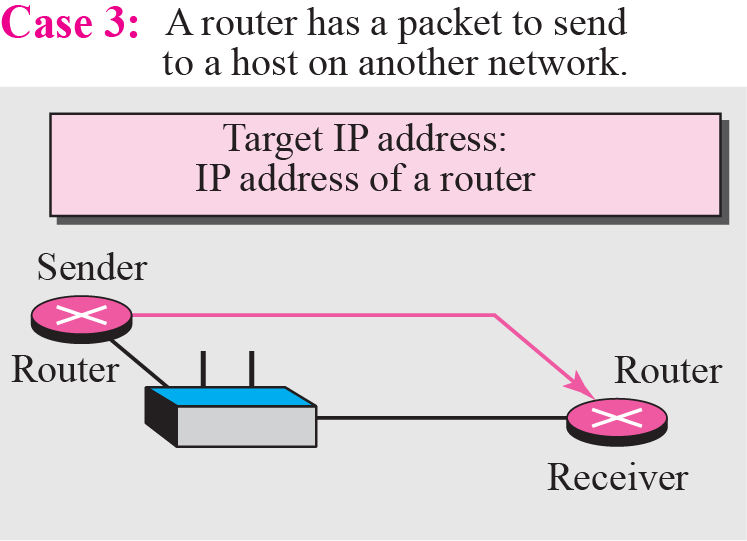 Case 3: A router has a packet to send
to a host on another network.
Target IP address:
IP address of a router
Sender
Router
Router
Receiver